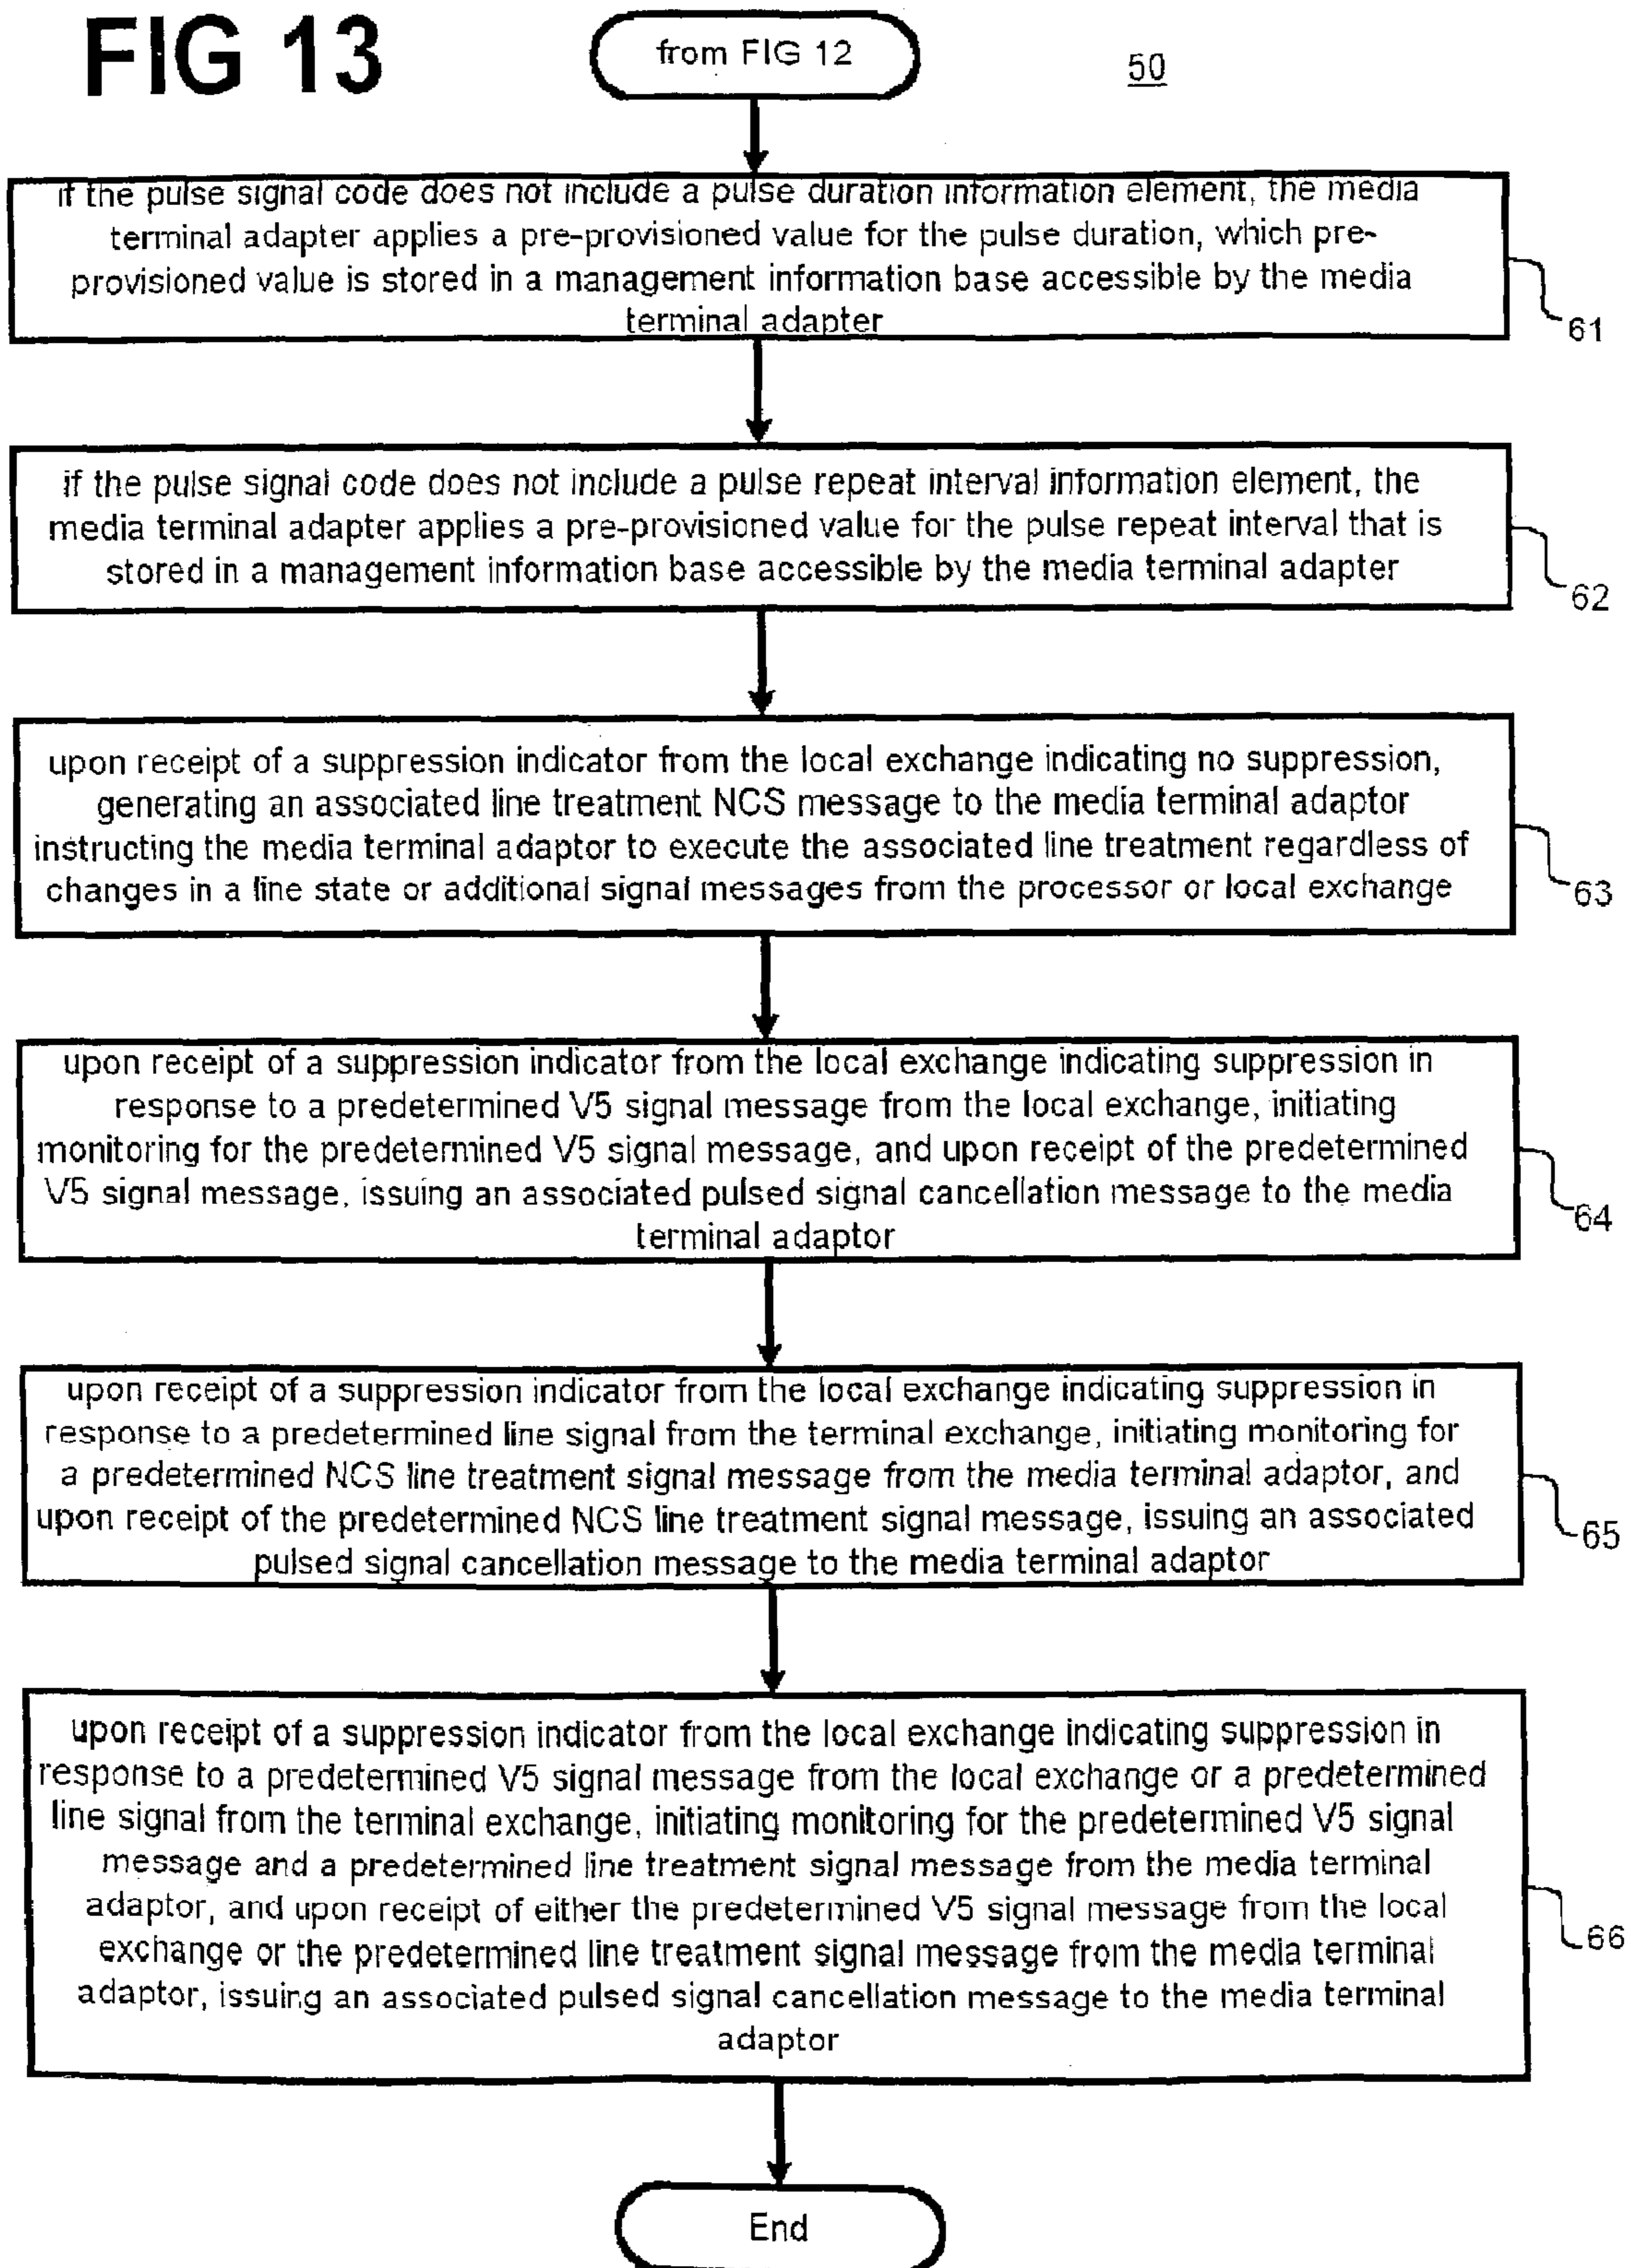 FIG 13
from FIG 12
50
if the pulse signal code does not include a pulse duration information element, the media
terminal adapter applies a pre-provisioned value for the pulse duration, which pre-
provisioned value is stored in a management information base accessible by the media
terminal adapter
61
if the pulse signal code does not include a pulse repeat interval information element, the
media terminal adapter applies a pre-provisioned value for the pulse repeat interval that is
stored in a management information base accessible by the media terminal adapter
62
upon receipt of a suppression indicator from the local exchange indicating no suppression,
generating an associated line treatment NCS message to the media terminal adaptor
instructing the media terminal adaptor to execute the associated line treatment regardless of
changes in a line state or additional signal messages from the processor or local exchange
63
upon receipt of a suppression indicator from the local exchange indicating suppression in
response to a predetermined V5 signal message from the local exchange, initiating
monitoring for the predetermined V5 signal message, and upon receipt of the predetermined
V5 signal message, issuing an associated pulsed signal cancellation message to the media
terminal adaptor
64
upon receipt of a suppression indicator from the local exchange indicating suppression in
response to a predetermined line signal from the terminal exchange, initiating monitoring for
a predetermined NCS line treatment signal message from the media terminal adaptor, and
upon receipt of the predetermined NCS line treatment signal message, issuing an associated
pulsed signal cancellation message to the media terminal adaptor
65
upon receipt of a suppression indicator from the local exchange indicating suppression in
response to a predetermined V5 signal message from the local exchange or a predetermined
line signal from the terminal exchange, initiating monitoring for the predetermined V5 signal
message and a predetermined line treatment signal message from the media terminal
adaptor, and upon receipt of either the predetermined V5 signal message from the local
exchange or the predetermined line treatment signal message from the media terminal
adaptor, issuing an associated pulsed signal cancellation message to the media terminal
adaptor
66
End